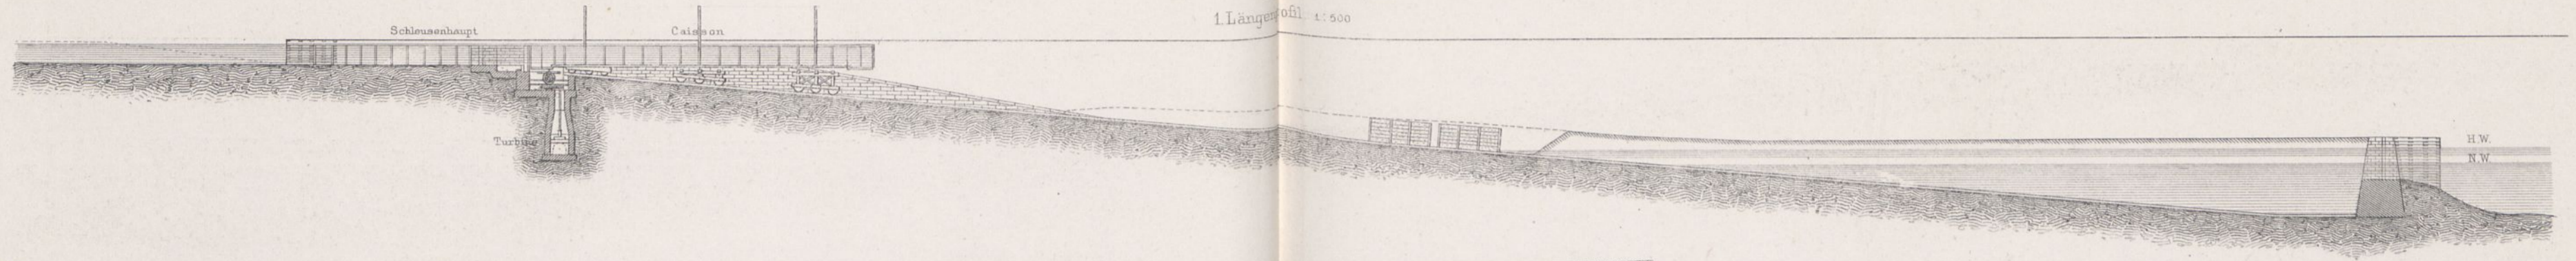 1. Längenprofil. 1:500
Schleusenhaupt
Caisson
Turbine
H.W.
N.W.